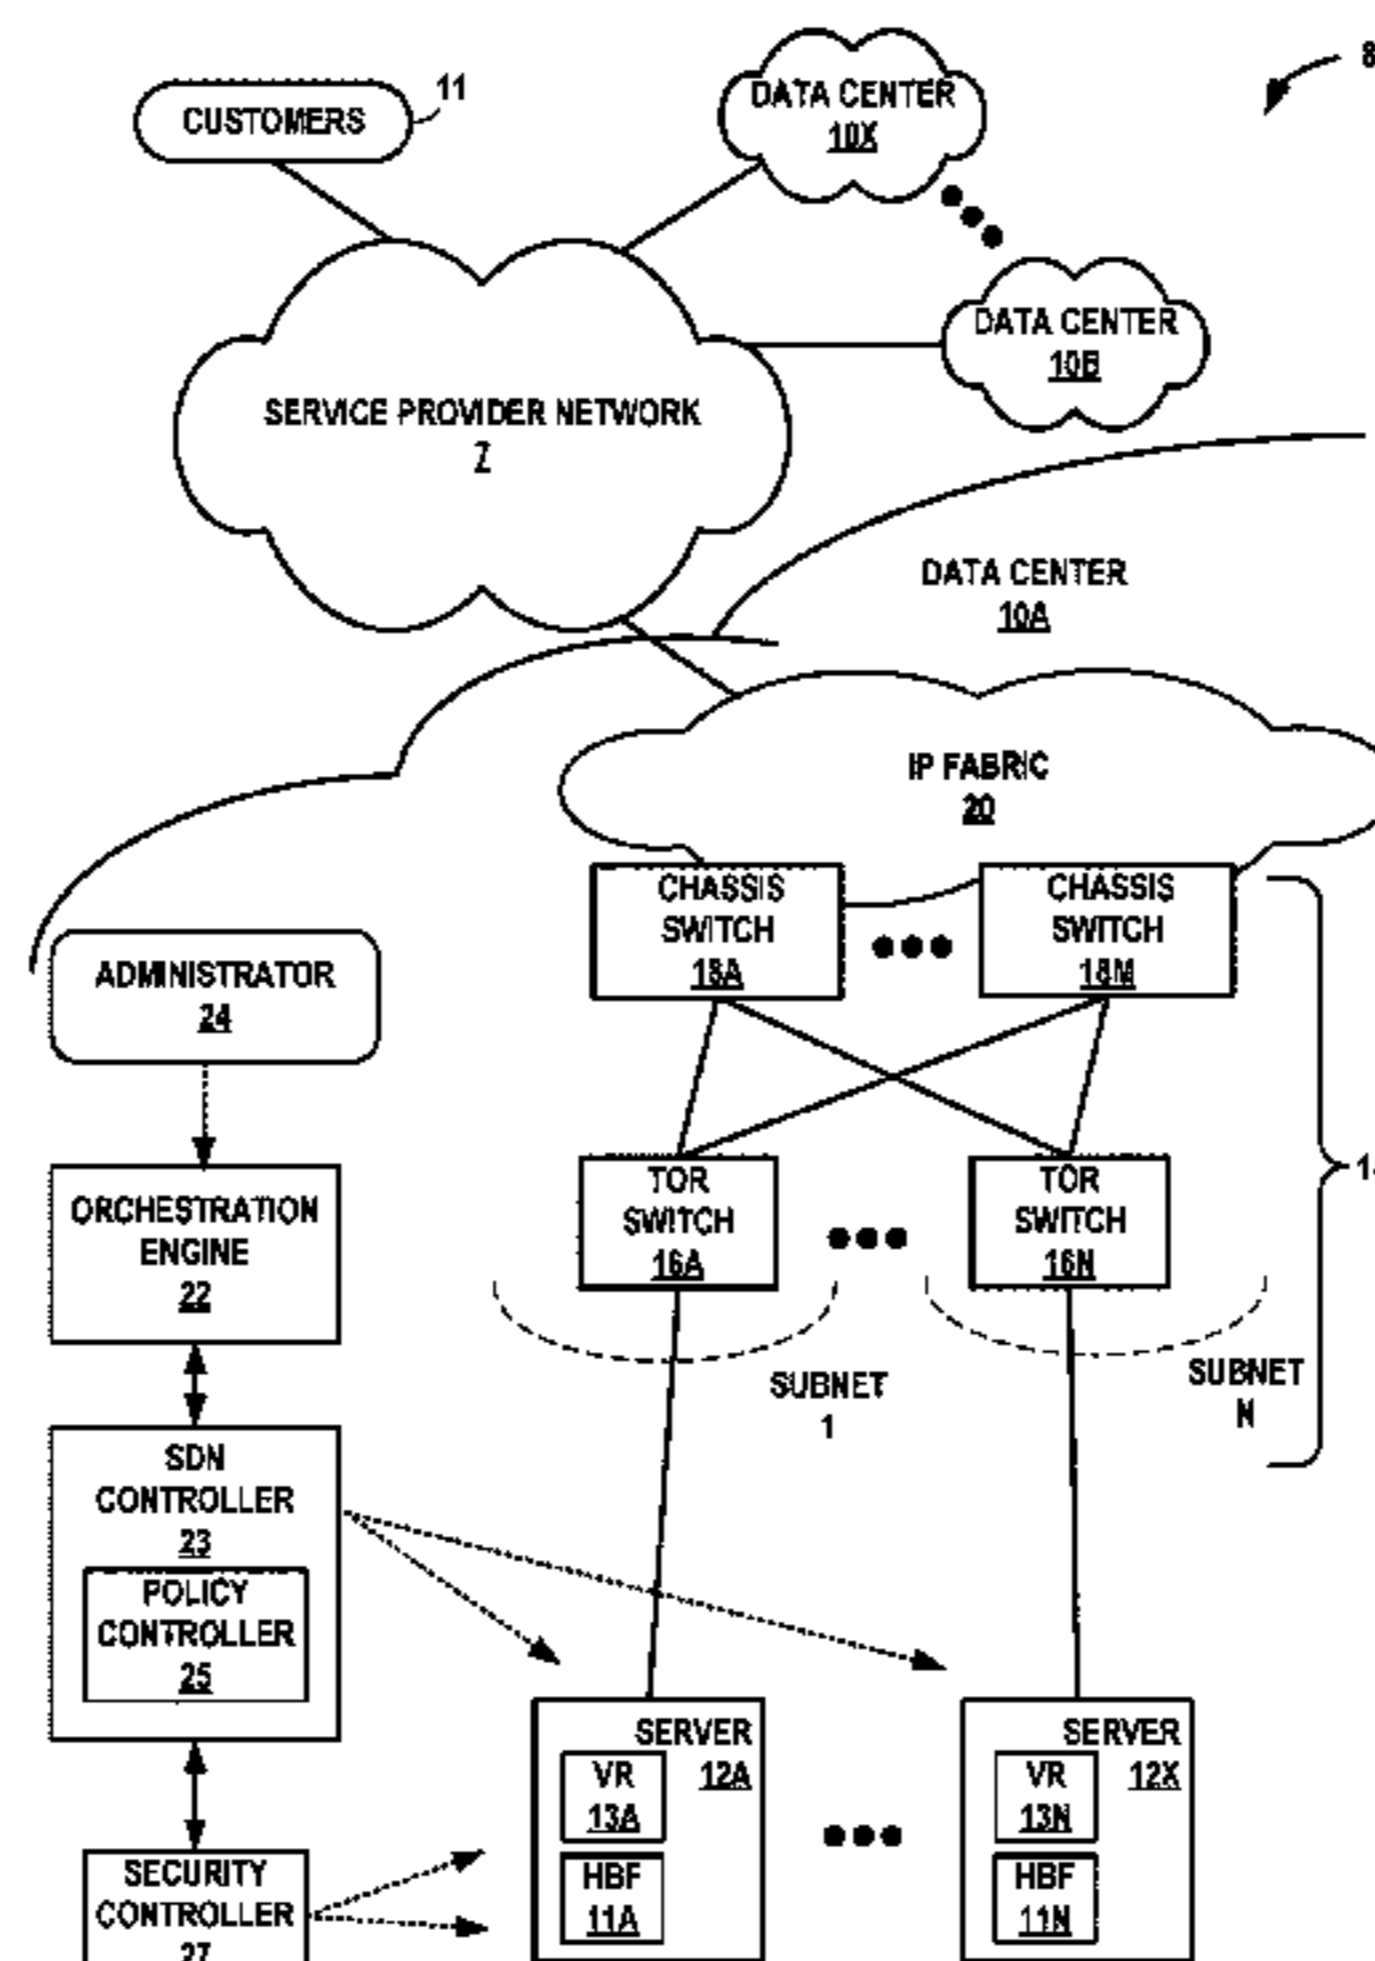 8
11
CUSTOMERS
DATA CENTER
10X
DATA CENTER
10B
SERVICE PROVIDER NETWORK
7
DATA CENTER
10A
IP FABRIC
20
CHASSIS
SWITCH
18A
CHASSIS
SWITCH
18M
ADMINISTRATOR
24
TOR
SWITCH
16A
TOR
SWITCH
16N
ORCHESTRATION
ENGINE
22
SUBNET
1
SUBNET
N
SDN
CONTROLLER
23
POLICY
CONTROLLER
25
SERVER
12A
VR
13A
HBF
11A
SERVER
12X
VR
13N
HBF
11N
SECURITY
CONTROLLER
27